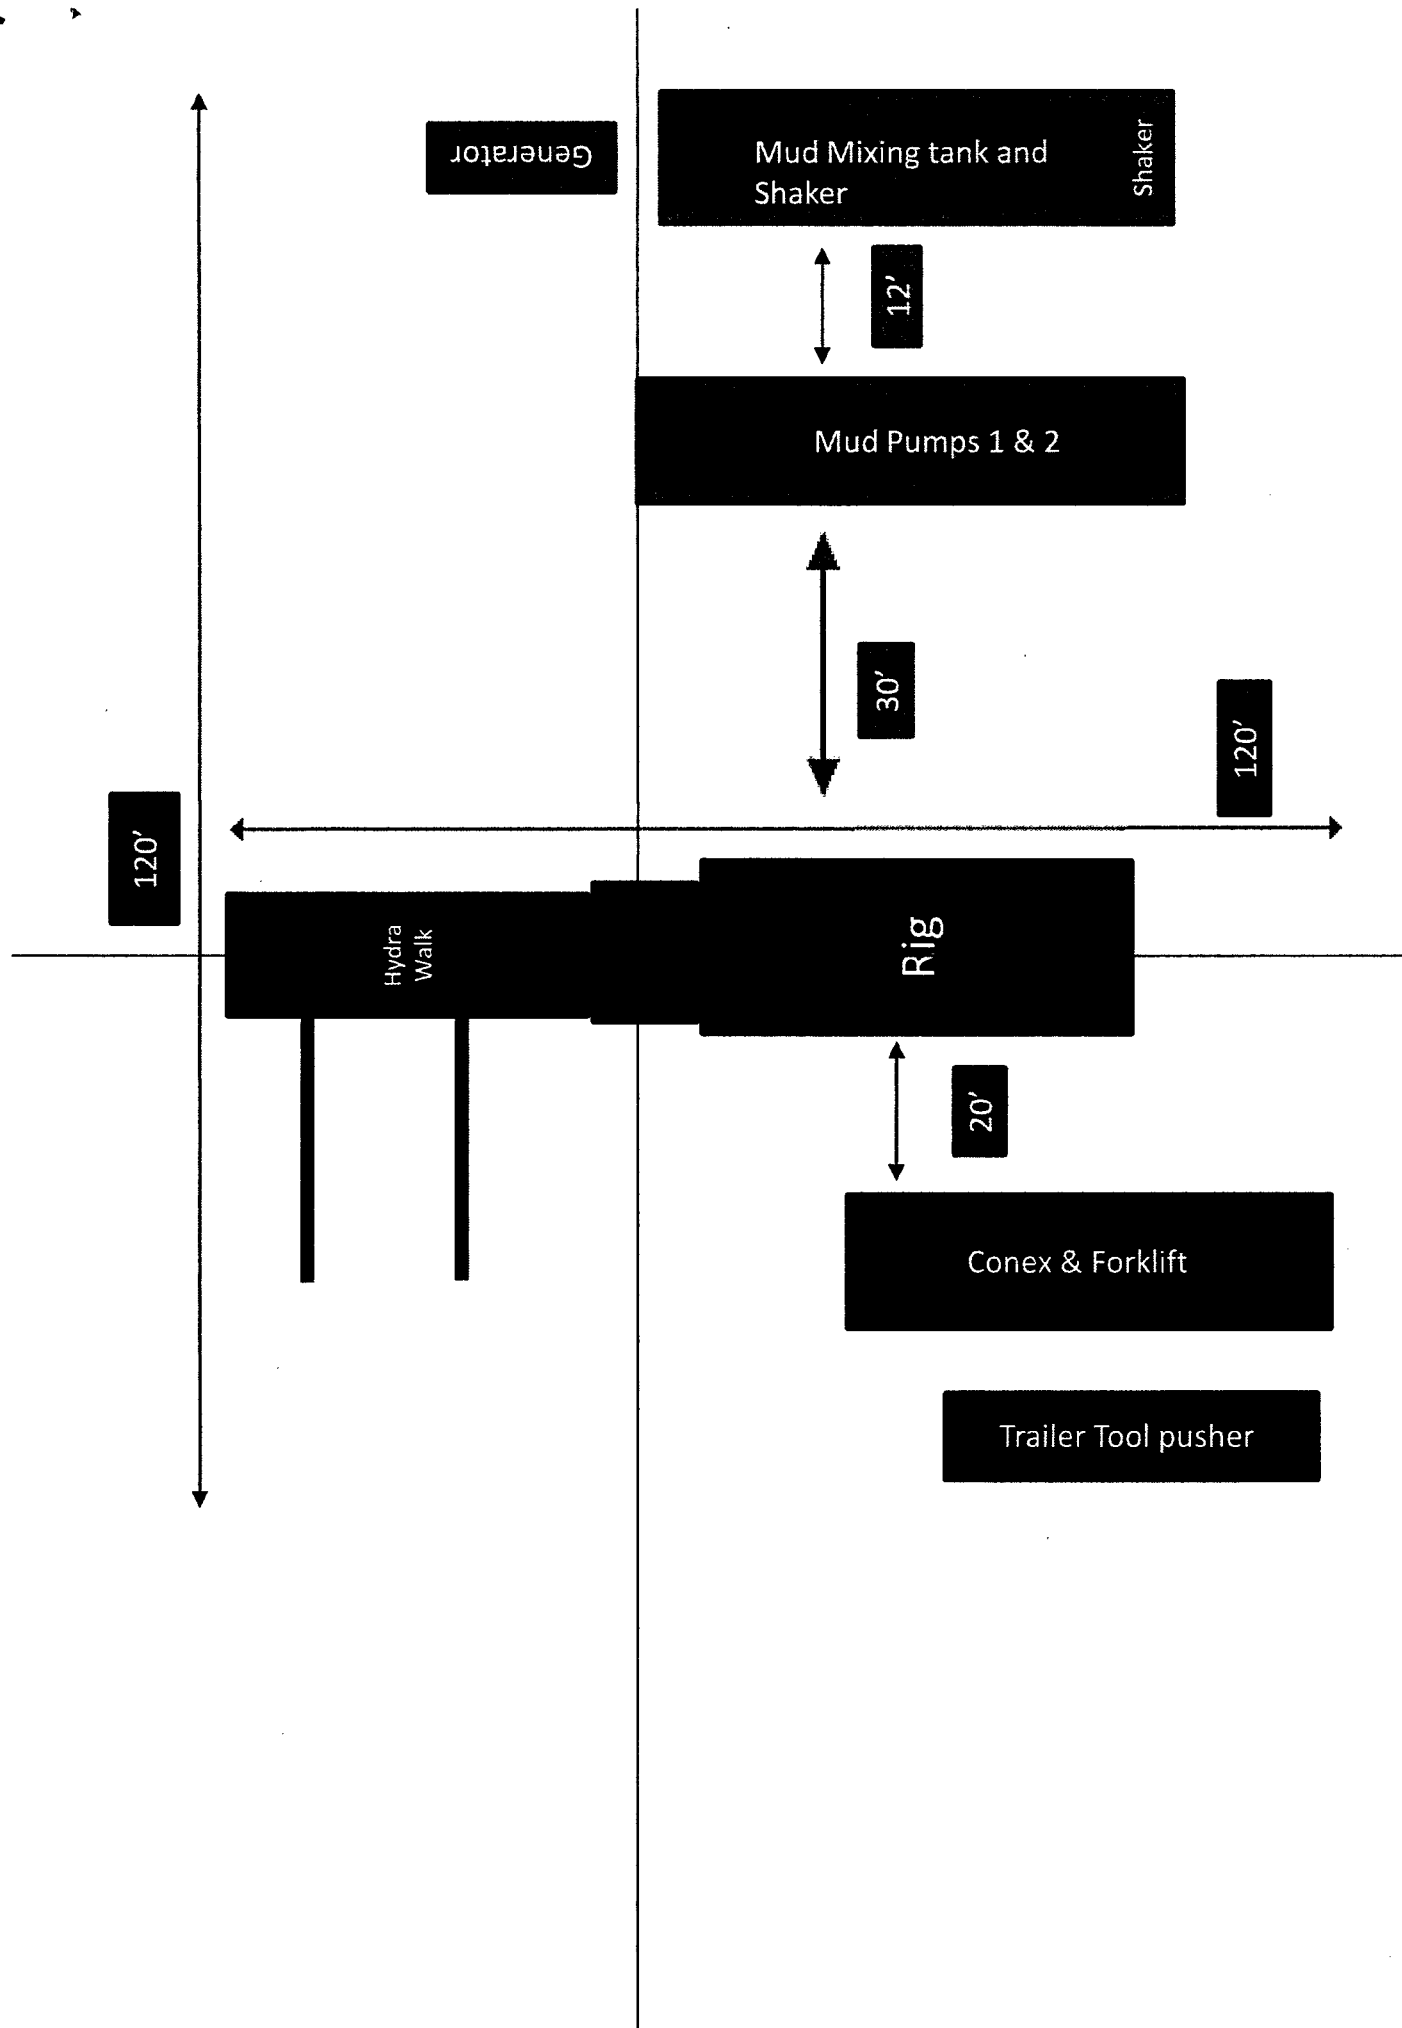 Generator
Mud Mixing tank and
Shaker
Shaker
12'
Mud Pumps 1 & 2
30'
120'
120'
Hydra
Walk
Rig
20'
Conex & Forklift
Trailer Tool pusher